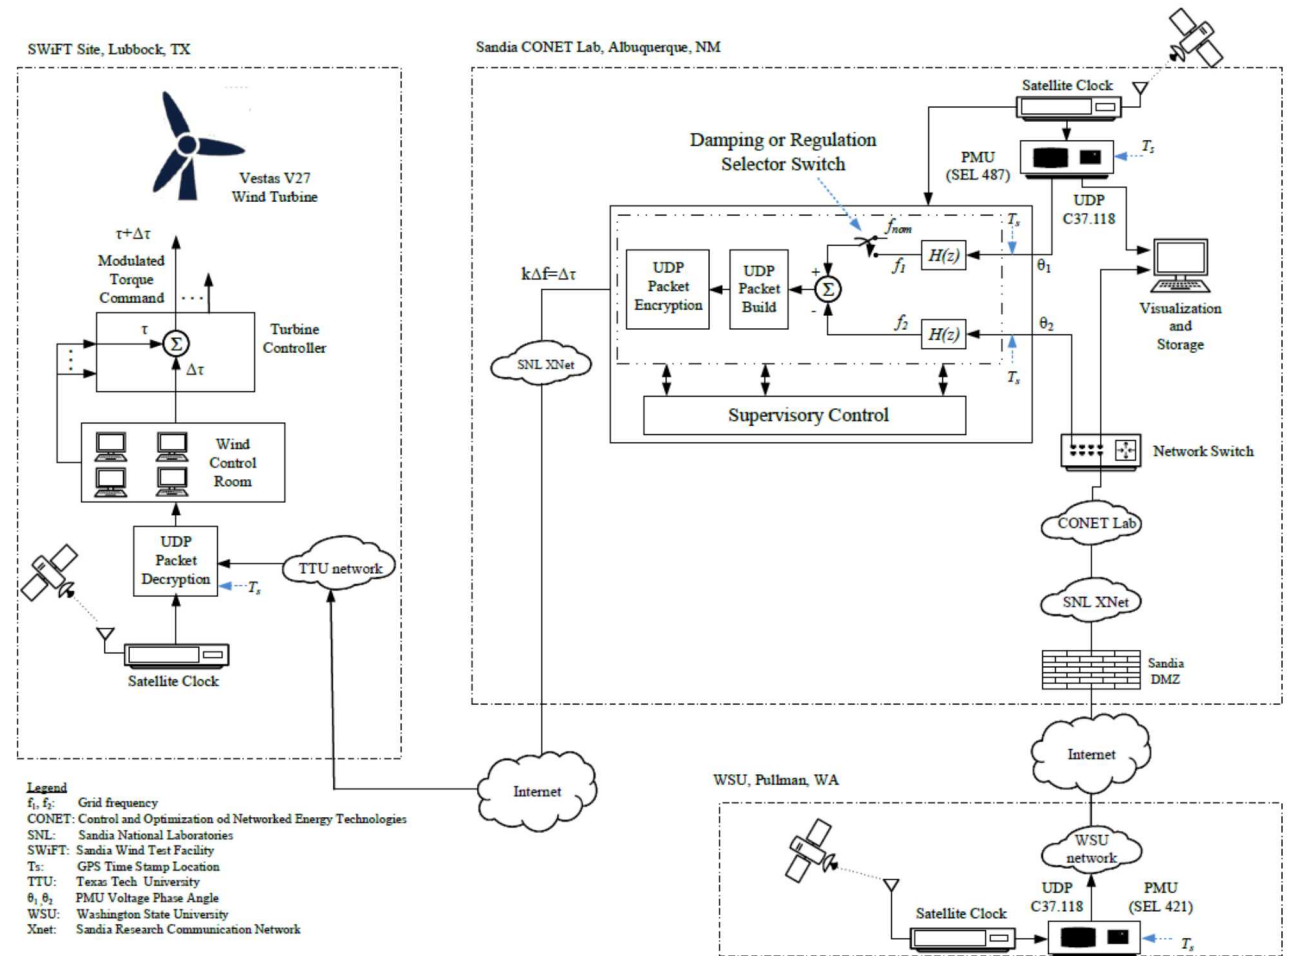 SWiFT Site, Lubbock, TX
Sandia CONET Lab, Albuquerque, NM
Vestas V27
Wind Turbine
τ+Δτ
Modulated
Torque
Command
. . .
τ
Σ
Δτ
Turbine
Controller
Wind
Control
Room
UDP
Packet
Decryption
Ts
TTU network
Satellite Clock
Satellite Clock
PMU
(SEL 487)
Ts
UDP
C37.118
Damping or Regulation
Selector Switch
fnom
Ts
kΔf=Δτ
UDP
Packet
Encryption
UDP
Packet
Build
+
Σ
-
f1
H(z)
θ1
f2
H(z)
θ2
Ts
Visualization
and
Storage
SNL XNet
Supervisory Control
Network Switch
CONET Lab
SNL XNet
Sandia
DMZ
Internet
Internet
WSU, Pullman, WA
WSU
network
UDP
C37.118
PMU
(SEL 421)
Satellite Clock
Ts
Legend
f1, f2: Grid frequency
CONET: Control and Optimization od Networked Energy Technologies
SNL: Sandia National Laboratories
SWiFT: Sandia Wind Test Facility
Ts: GPS Time Stamp Location
TTU: Texas Tech University
θ1,θ2 PMU Voltage Phase Angle
WSU: Washington State University
Xnet: Sandia Research Communication Network